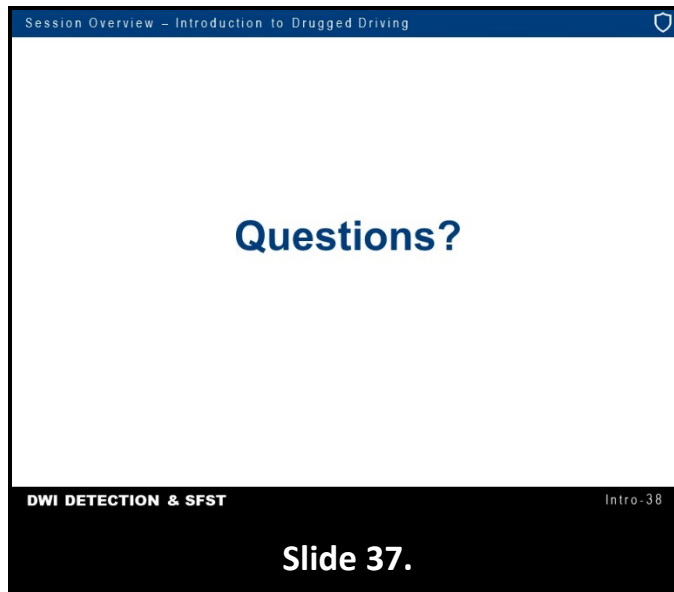 Session Overview – Introduction to Drugged Driving
Questions?
DWI DETECTION & SFST
Intro-38
Slide 37.